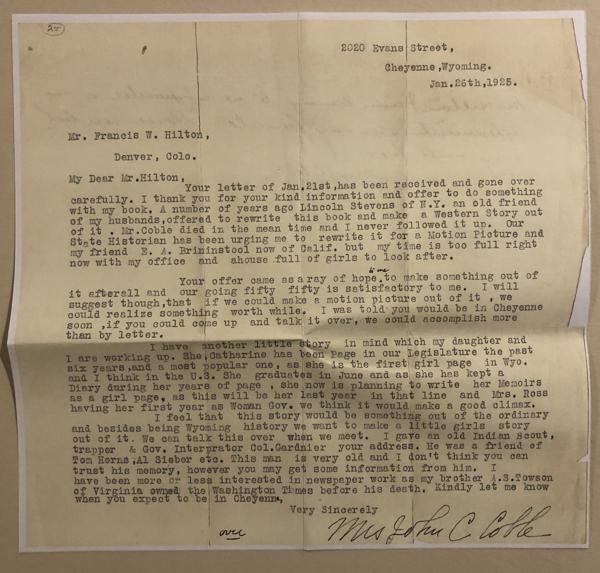 25
2020 Evans Street,
Cheyenne,Wyoming.
Jan.26th,1925.
Mr. Francis W. Hilton,
Denver, Colo.
My Dear Mr.Hilton,
Your letter of Jan.21st,has been received and gone over
carefully. I thank you for your kind information and offer to do something
with my book. A number of years ago Lincoln Stevens of N.Y. an old friend
of my husbands,offered to rewrite this book and make a Western Story out
of it . Mr.Coble died in the mean time and I never followed it up. Our
State Historian has been urging me to rewrite it for a Motion Picture and
my friend E. A. Brininstool now of Calif. but my time is too full right
now with my office and ahouse full of girls to look after.
Your offer came as a ray of hope to me to make something out of
it afterall and our going fifty fifty is satisfactory to me. I will
suggest though,that if we could make a motion picture out of it , we
could realize something worth while. I was told you would be in Cheyenne
soon ,if you could come up and talk it over, we could accomplish more
than by letter.
I have another little story in mind which my daughter and
I are working up. She,Catharine has been Page in our Legislature the past
six years,and a most popular one, as she is the first girl page in Wyo.
and I think in the U.S. She graduates in June and as she has kept a
Diary during her years of page , she now is planning to write her Memoirs
as a girl page, as this will be her last year in that line and Mrs. Ross
having her first year as Woman Gov. we think it would make a good climax.
I feel that this story would be something out of the ordinary
and besides being Wyoming history we want to make a little girls story
out of it. We can talk this over when we meet. I gave an old Indian Scout,
trapper & Gov. Interprator Col.Gardnier your address. He was a friend of
Tom Horns,Al Sieber etc. This man is very old and I don't think you can
trust his memory, however you may get some information from him. I
have been more or less interested in newspaper work as my brother A.S.Towson
of Virginia owned the Washington Times before his death. Kindly let me know
when you expect to be in Cheyenne.
Very Sincerely
over
Mrs John C Coble